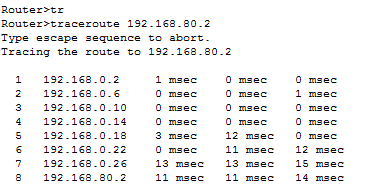 Router>tr
Router>traceroute 192.168.80.2
Type escape sequence to abort.
Tracing the route to 192.168.80.2
1 192.168.0.2 1 msec 0 msec 0 msec
2 192.168.0.6 0 msec 0 msec 1 msec
3 192.168.0.10 0 msec 0 msec 0 msec
4 192.168.0.14 0 msec 0 msec 0 msec
5 192.168.0.18 3 msec 12 msec 0 msec
6 192.168.0.22 0 msec 11 msec 12 msec
7 192.168.0.26 13 msec 13 msec 15 msec
8 192.168.80.2 11 msec 11 msec 14 msec